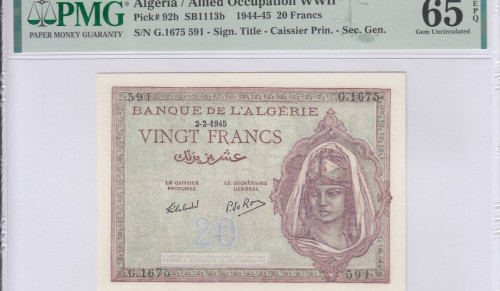 PMG
PAPER MONEY GUARANTY
Algeria / Allied Occupation WWII
Pick# 92b SB1113b 1944-45 20 Francs
S/N G.1675 591 - Sign. Title - Caissier Prin. - Sec. Gen.
65 EPQ
Gem Uncirculated
591 G.1675
BANQUE DE L'ALGÉRIE
2-2-1945
VINGT FRANCS
عشرين فرنك
LE CAISSIER PRINCIPAL
LE SECRÉTAIRE GÉNÉRAL
20
G.1675 591